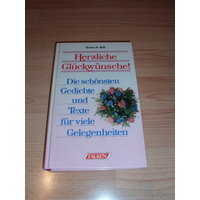 Herzliche
Glückwünsche!
Die schönsten
Gedichte
und
Texte
für viele
Gelegenheiten
FALKEN